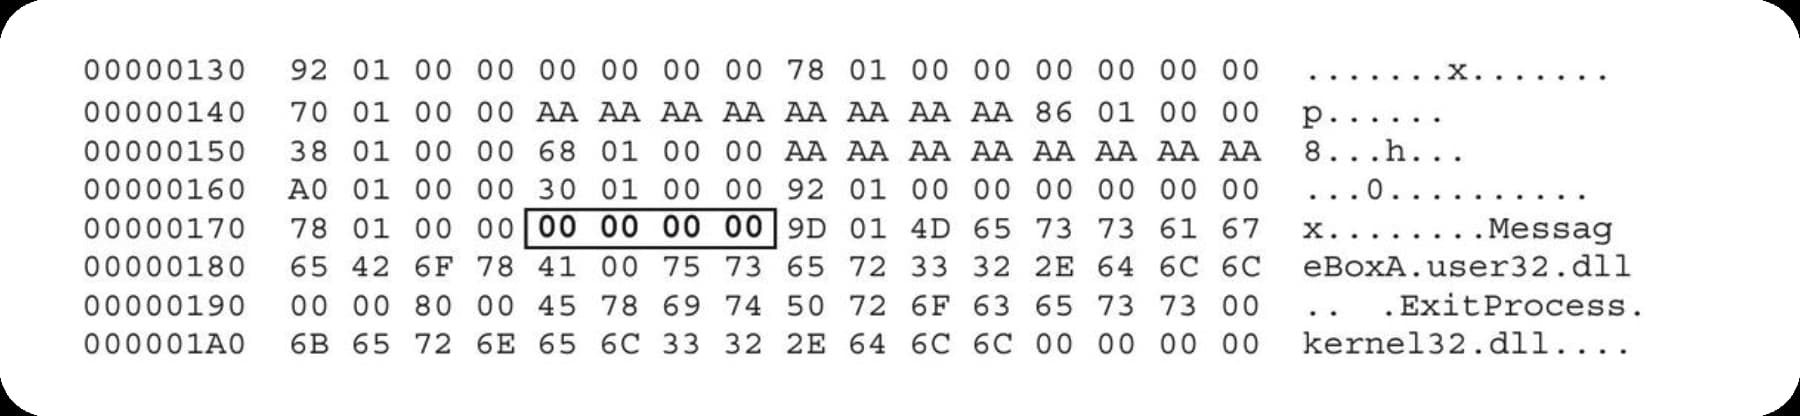 00000130 92 01 00 00 00 00 00 00 78 01 00 00 00 00 00 00 .......x.......
00000140 70 01 00 00 AA AA AA AA AA AA AA AA 86 01 00 00 p......
00000150 38 01 00 00 68 01 00 00 AA AA AA AA AA AA AA AA 8...h...
00000160 A0 01 00 00 30 01 00 00 92 01 00 00 00 00 00 00 ...0..........
00000170 78 01 00 00 00 00 00 00 9D 01 4D 65 73 73 61 67 x........Messag
00000180 65 42 6F 78 41 00 75 73 65 72 33 32 2E 64 6C 6C eBoxA.user32.dll
00000190 00 00 80 00 45 78 69 74 50 72 6F 63 65 73 73 00 .. .ExitProcess.
000001A0 6B 65 72 6E 65 6C 33 32 2E 64 6C 6C 00 00 00 00 kernel32.dll....